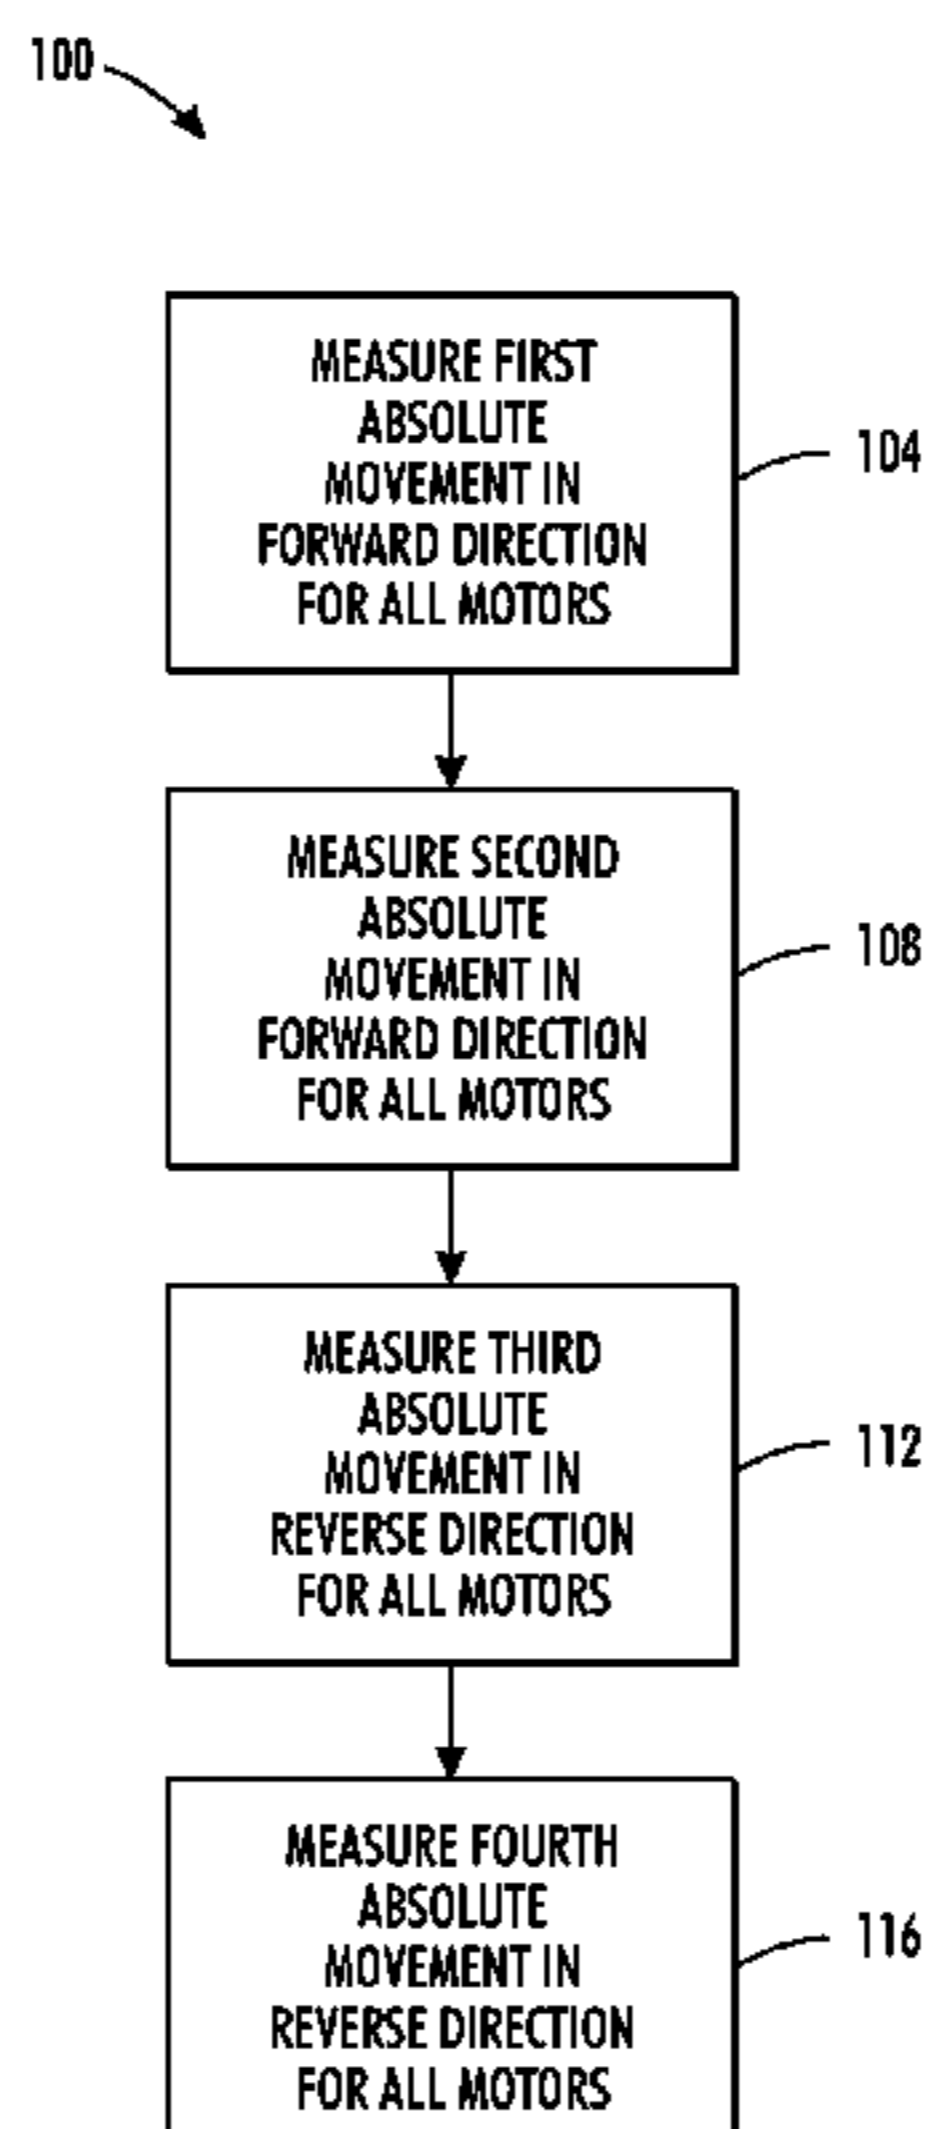 100
MEASURE FIRST
ABSOLUTE
MOVEMENT IN
FORWARD DIRECTION
FOR ALL MOTORS
104
MEASURE SECOND
ABSOLUTE
MOVEMENT IN
FORWARD DIRECTION
FOR ALL MOTORS
108
MEASURE THIRD
ABSOLUTE
MOVEMENT IN
REVERSE DIRECTION
FOR ALL MOTORS
112
MEASURE FOURTH
ABSOLUTE
MOVEMENT IN
REVERSE DIRECTION
FOR ALL MOTORS
116